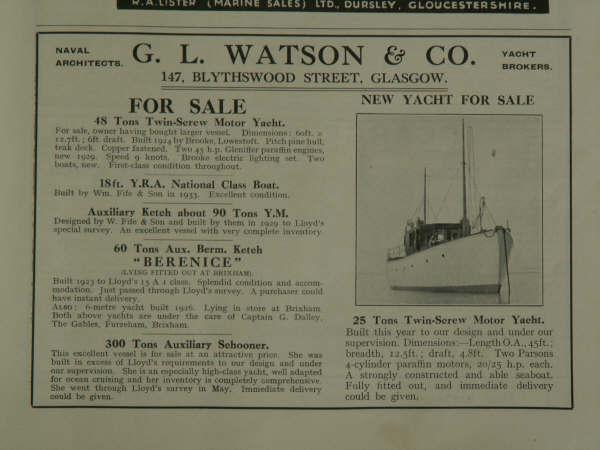 R.A.LISTER (MARINE SALES) LTD., DURSLEY, GLOUCESTERSHIRE.
NAVAL ARCHITECTS.
G. L. WATSON & CO.
YACHT BROKERS.
147, BLYTHSWOOD STREET, GLASGOW.
FOR SALE
48 Tons Twin-Screw Motor Yacht.
For sale, owner having bought larger vessel. Dimensions: 60ft. x
12.7ft.; 6ft. draft. Built 1924 by Brooke, Lowestoft. Pitch pine hull,
teak deck. Copper fastened. Two 45 h.p. Gleniffer paraffin engines,
new 1929. Speed 9 knots. Brooke electric lighting set. Two
boats, new. First-class condition throughout.
18ft. Y.R.A. National Class Boat.
Built by Wm. Fife & Son in 1933. Excellent condition.
Auxiliary Ketch about 90 Tons Y.M.
Designed by W. Fife & Son and built by them in 1929 to Lloyd's
special survey. An excellent vessel with very complete inventory.
60 Tons Aux. Berm. Ketch
"BERENICE"
(LYING FITTED OUT AT BRIXHAM).
Built 1923 to Lloyd's 15 A 1 class. Splendid condition and accom-
modation. Just passed through Lloyd's survey. A purchaser could
have instant delivery.
ALSO: 6-metre yacht built 1926. Lying in store at Brixham.
Both above yachts are under the care of Captain G. Dalley,
The Gables, Furzeham, Brixham.
300 Tons Auxiliary Schooner.
This excellent vessel is for sale at an attractive price. She was
built in excess of Lloyd's requirements to our design and under
our supervision. She is an especially high-class yacht, well adapted
for ocean cruising and her inventory is completely comprehensive.
She went through Lloyd's survey in May. Immediate delivery
could be given.
NEW YACHT FOR SALE
25 Tons Twin-Screw Motor Yacht.
Built this year to our design and under our
supervision. Dimensions:—Length O.A., 45ft.;
breadth, 12.5ft.; draft, 4.8ft. Two Parsons
4-cylinder paraffin motors, 20/25 h.p. each.
A strongly constructed and able seaboat.
Fully fitted out, and immediate delivery
could be given.